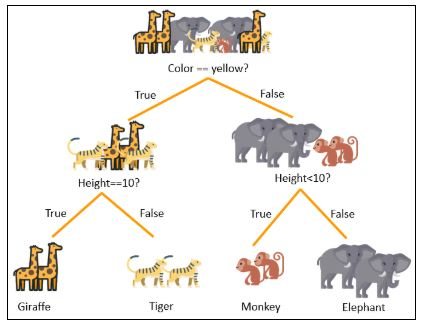 Color == yellow?
True
False
Height==10?
Height<10?
True
False
True
False
Giraffe
Tiger
Monkey
Elephant